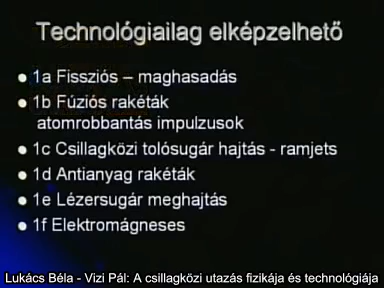 Technológiailag elképzelhető
1a Fissziós – maghasadás
1b Fúziós rakéták
atomrobbantás impulzusok
1c Csillagközi tolósugár hajtás - ramjets
1d Antianyag rakéták
1e Lézersugár meghajtás
1f Elektromágneses
Lukács Béla - Vizi Pál: A csillagközi utazás fizikája és technológiája